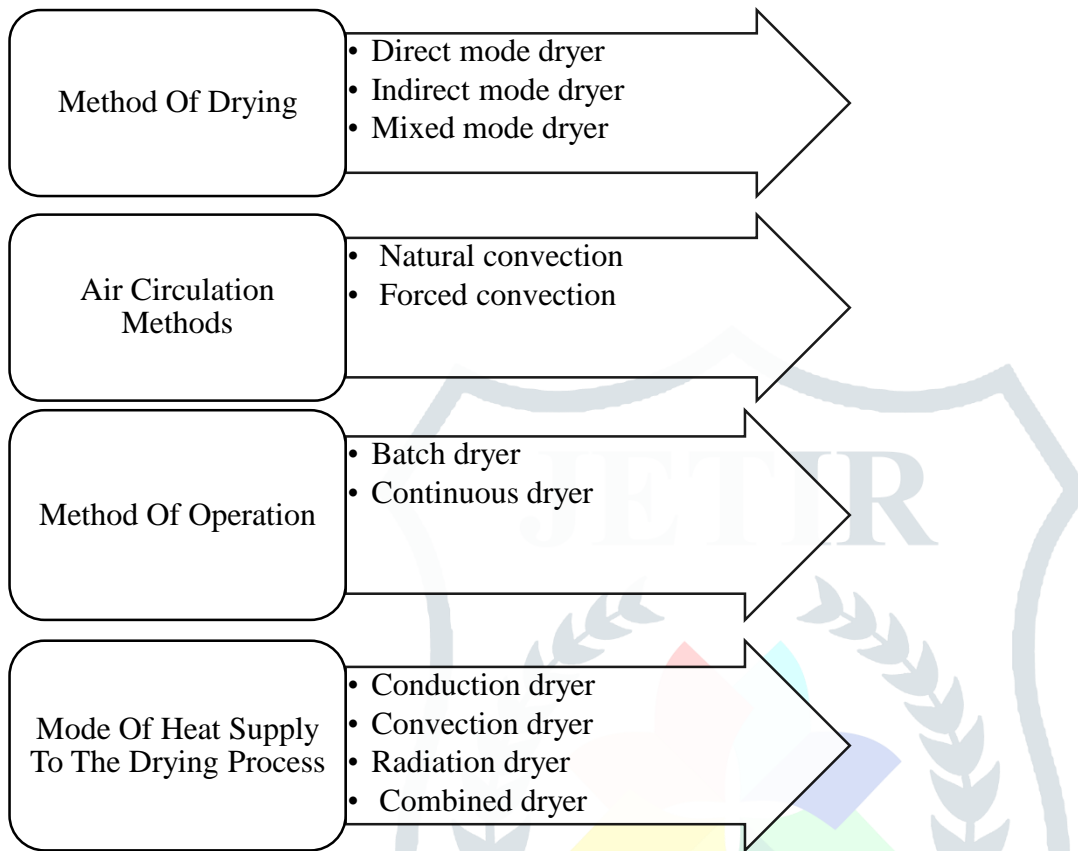 Method Of Drying
• Direct mode dryer
• Indirect mode dryer
• Mixed mode dryer
Air Circulation
Methods
• Natural convection
• Forced convection
Method Of Operation
• Batch dryer
• Continuous dryer
JETIR
Mode Of Heat Supply
To The Drying Process
• Conduction dryer
• Convection dryer
• Radiation dryer
• Combined dryer